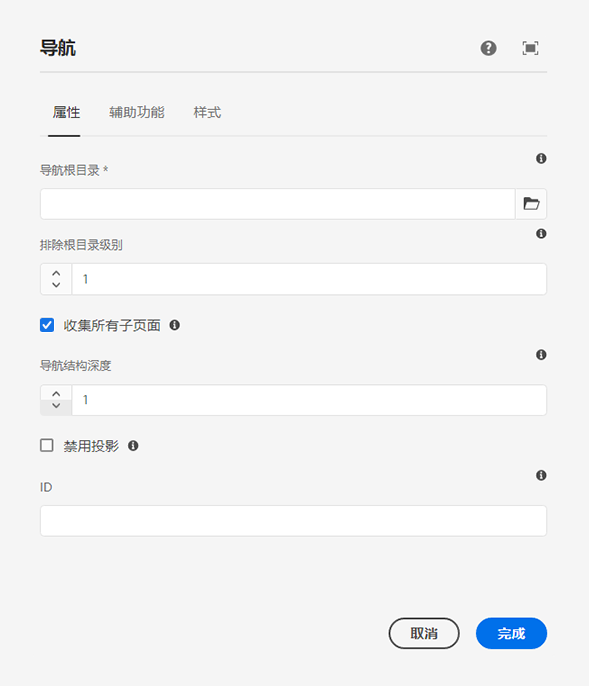 导航
属性 辅助功能 样式
导航根目录 *
排除根目录级别
1
收集所有子页面
导航结构深度
1
禁用投影
ID
取消 完成